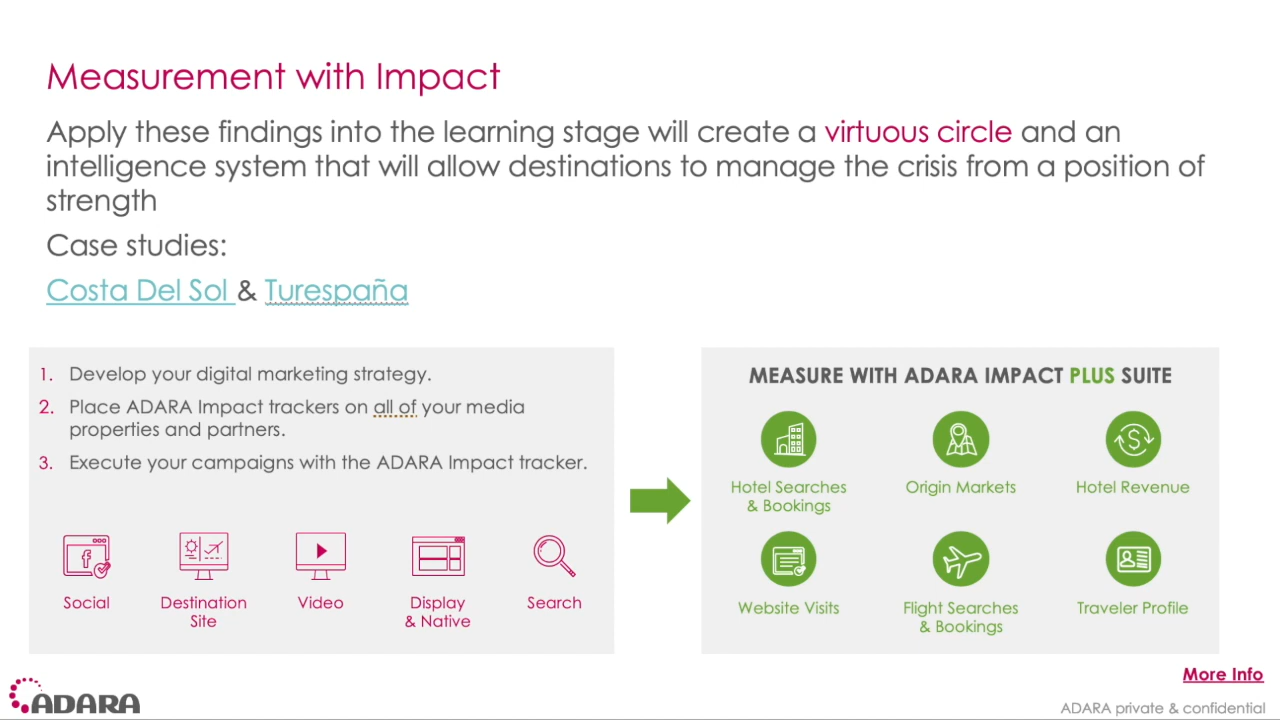 Measurement with Impact
Apply these findings into the learning stage will create a virtuous circle and an
intelligence system that will allow destinations to manage the crisis from a position of
strength
Case studies:
Costa Del Sol & Turespaña
1. Develop your digital marketing strategy.
2. Place ADARA Impact trackers on all of your media
properties and partners.
3. Execute your campaigns with the ADARA Impact tracker.
Social
Destination
Site
Video
Display
& Native
Search
MEASURE WITH ADARA IMPACT PLUS SUITE
Hotel Searches
& Bookings
Origin Markets
Hotel Revenue
Website Visits
Flight Searches
& Bookings
Traveler Profile
More Info
ADARA
ADARA private & confidential